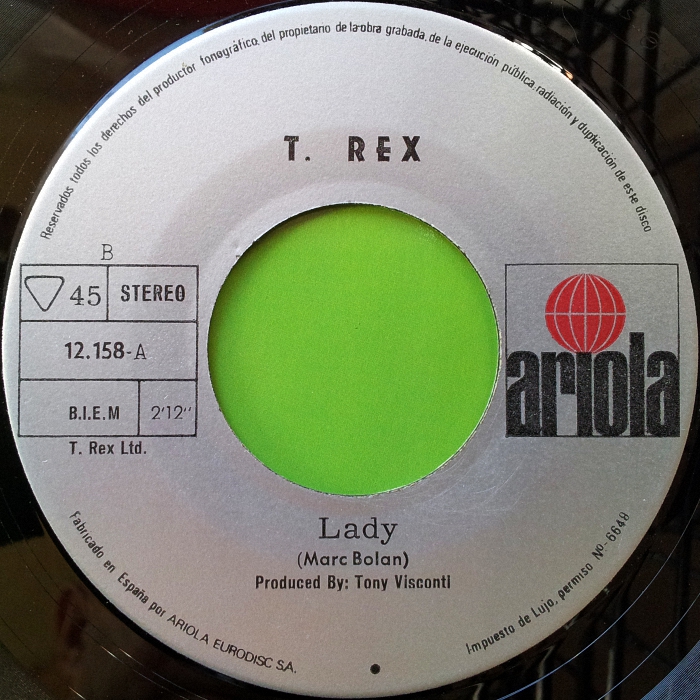 Reservados todos los derechos del productor fonográfico, del propietario de la obra grabada, de la ejecución pública, radiación y duplicación de este disco
T. REX
B
45 STEREO
12.158-A
B.I.E.M 2'12"
T. Rex Ltd.
ariola
Lady
(Marc Bolan)
Produced By: Tony Visconti
Fabricado en España por ARIOLA EURODISC S.A.
Impuesto de Lujo, permiso Nº-6648